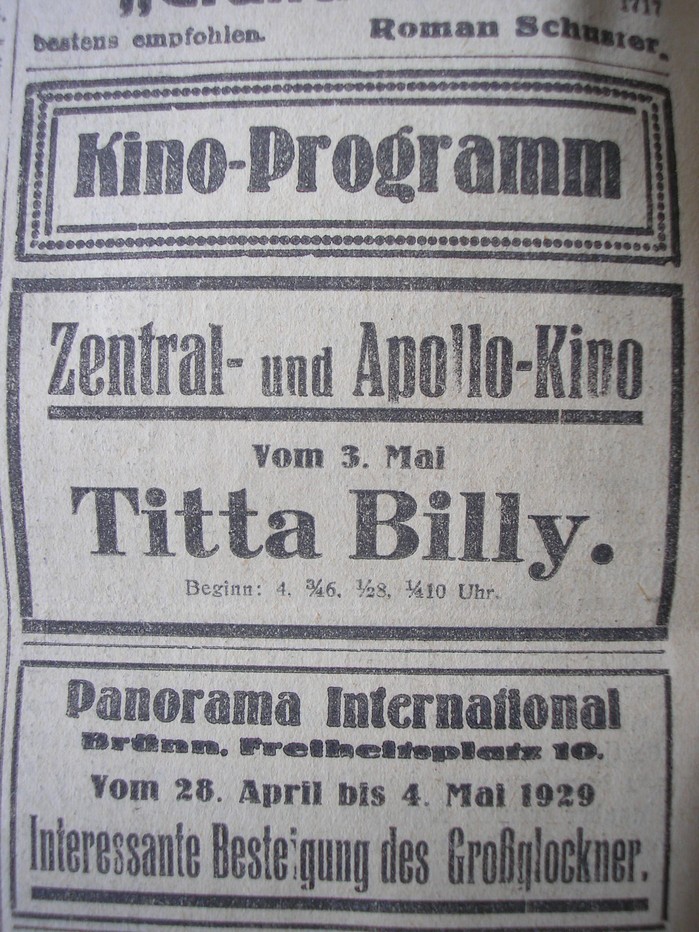 1717
bestens empfohlen. Roman Schuster.
Kino-Programm
Zentral- und Apollo-Kino
Vom 3. Mai
Titta Billy.
Beginn: 4, ¾6, ½8, ¼10 Uhr.
Panorama International
Brünn, Freiheitsplatz 10.
Vom 28. April bis 4. Mai 1929
Interessante Besteigung des Großglockner.